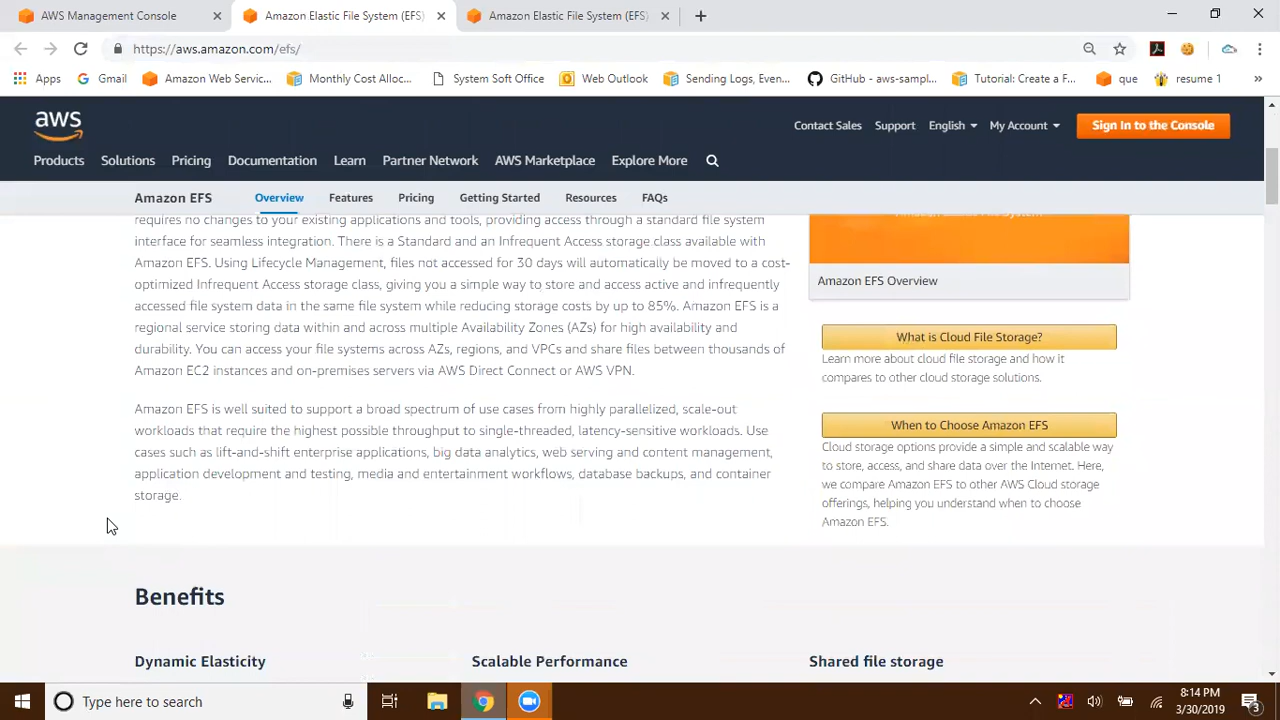 AWS Management Console
Amazon Elastic File System (EFS)
Amazon Elastic File System (EFS)
https://aws.amazon.com/efs/
Apps
Gmail
Amazon Web Servic...
Monthly Cost Alloc...
System Soft Office
Web Outlook
Sending Logs, Even...
GitHub - aws-sampl...
Tutorial: Create a F...
que
resume 1
»
aws
Contact Sales Support English My Account Sign In to the Console
Products Solutions Pricing Documentation Learn Partner Network AWS Marketplace Explore More
Amazon EFS Overview Features Pricing Getting Started Resources FAQs
requires no changes to your existing applications and tools, providing access through a standard file system
interface for seamless integration. There is a Standard and an Infrequent Access storage class available with
Amazon EFS. Using Lifecycle Management, files not accessed for 30 days will automatically be moved to a cost-
optimized Infrequent Access storage class, giving you a simple way to store and access active and infrequently
accessed file system data in the same file system while reducing storage costs by up to 85%. Amazon EFS is a
regional service storing data within and across multiple Availability Zones (AZs) for high availability and
durability. You can access your file systems across AZs, regions, and VPCs and share files between thousands of
Amazon EC2 instances and on-premises servers via AWS Direct Connect or AWS VPN.
Amazon EFS is well suited to support a broad spectrum of use cases from highly parallelized, scale-out
workloads that require the highest possible throughput to single-threaded, latency-sensitive workloads. Use
cases such as lift-and-shift enterprise applications, big data analytics, web serving and content management,
application development and testing, media and entertainment workflows, database backups, and container
storage.
Amazon EFS Overview
What is Cloud File Storage?
Learn more about cloud file storage and how it
compares to other cloud storage solutions.
When to Choose Amazon EFS
Cloud storage options provide a simple and scalable way
to store, access, and share data over the Internet. Here,
we compare Amazon EFS to other AWS Cloud storage
offerings, helping you understand when to choose
Amazon EFS.
Benefits
Dynamic Elasticity
Scalable Performance
Shared file storage
Type here to search
8:14 PM
3/30/2019
3